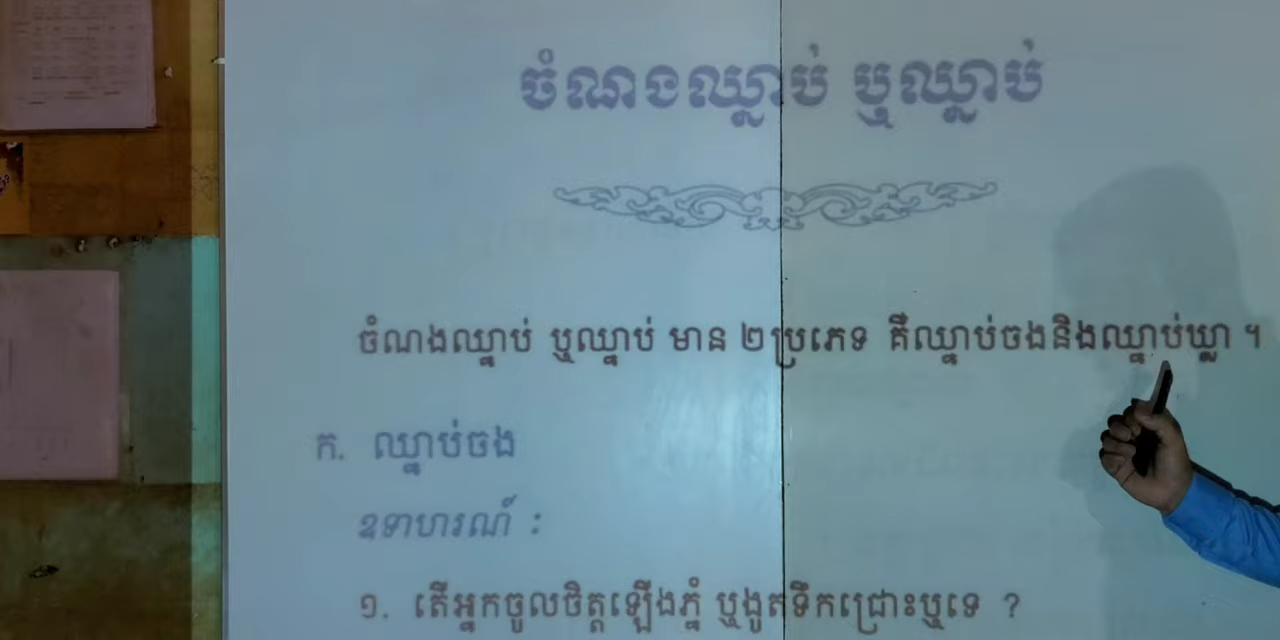 ចំណងឈ្នាប់ ឬឈ្នាប់
ចំណងឈ្នាប់ ឬឈ្នាប់ មាន ២ប្រភេទ គឺឈ្នាប់ចងនិងឈ្នាប់ឃ្លា ។
ក. ឈ្នាប់ចង
ឧទាហរណ៍ :
១. តើអ្នកចូលចិត្តឡើងភ្នំ ឬងូតទឹកជ្រោះឬទេ ?